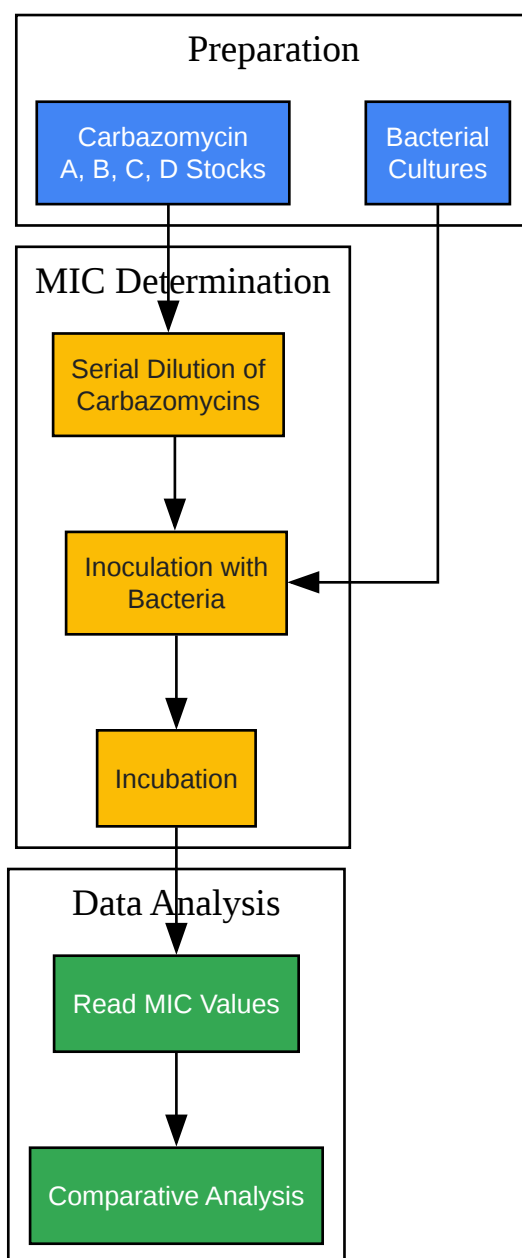 Preparation
Carbazomycin
A, B, C, D Stocks
Bacterial
Cultures
MIC Determination
Serial Dilution of
Carbazomycins
Inoculation with
Bacteria
Incubation
Data Analysis
Read MIC Values
Comparative Analysis